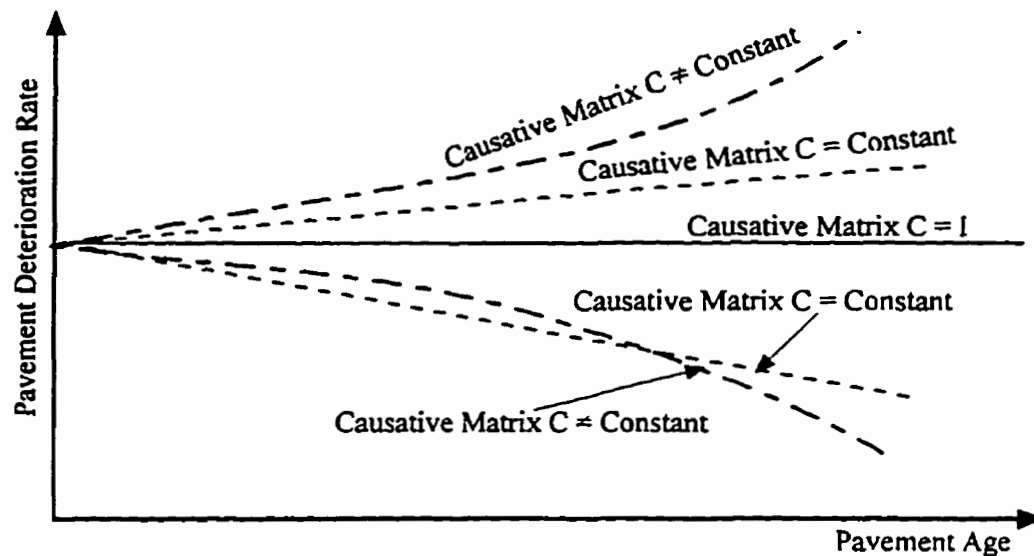 Causative Matrix C ≠ Constant
Causative Matrix C = Constant
Causative Matrix C = I
Causative Matrix C = Constant
Causative Matrix C ≠ Constant
Pavement Deterioration Rate
Pavement Age